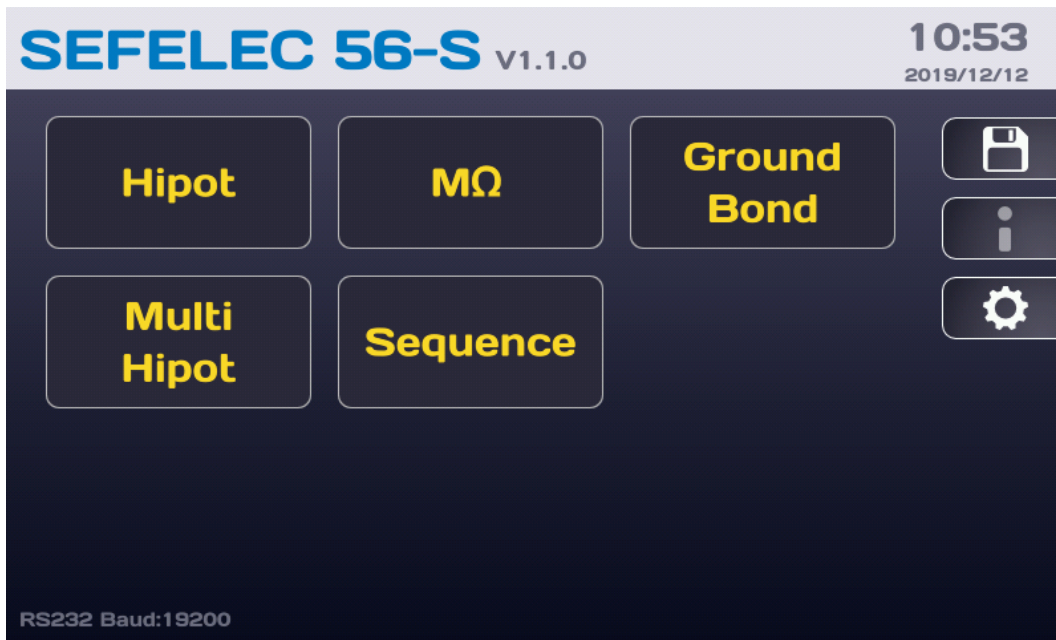 SEFELEC 56-S V1.1.0
10:53
2019/12/12
Hipot
MΩ
Ground
Bond
Multi
Hipot
Sequence
RS232 Baud:19200